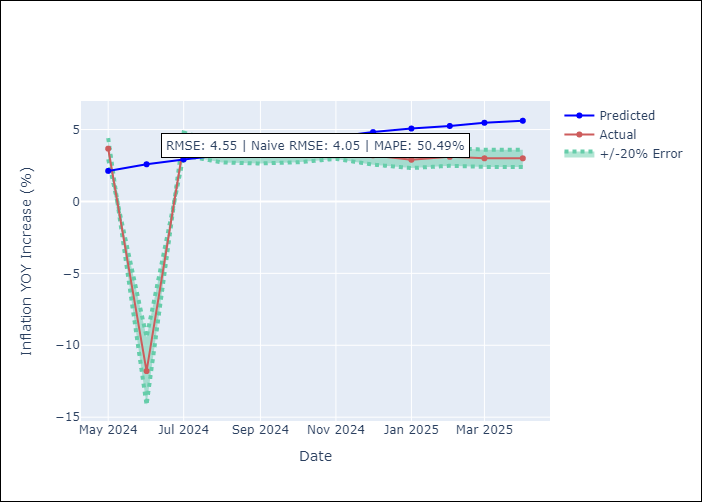 RMSE: 4.55 | Naive RMSE: 4.05 | MAPE: 50.49%
Predicted
Actual
+/-20% Error
Inflation YOY Increase (%)
5
0
−5
−10
−15
May 2024
Jul 2024
Sep 2024
Nov 2024
Jan 2025
Mar 2025
Date